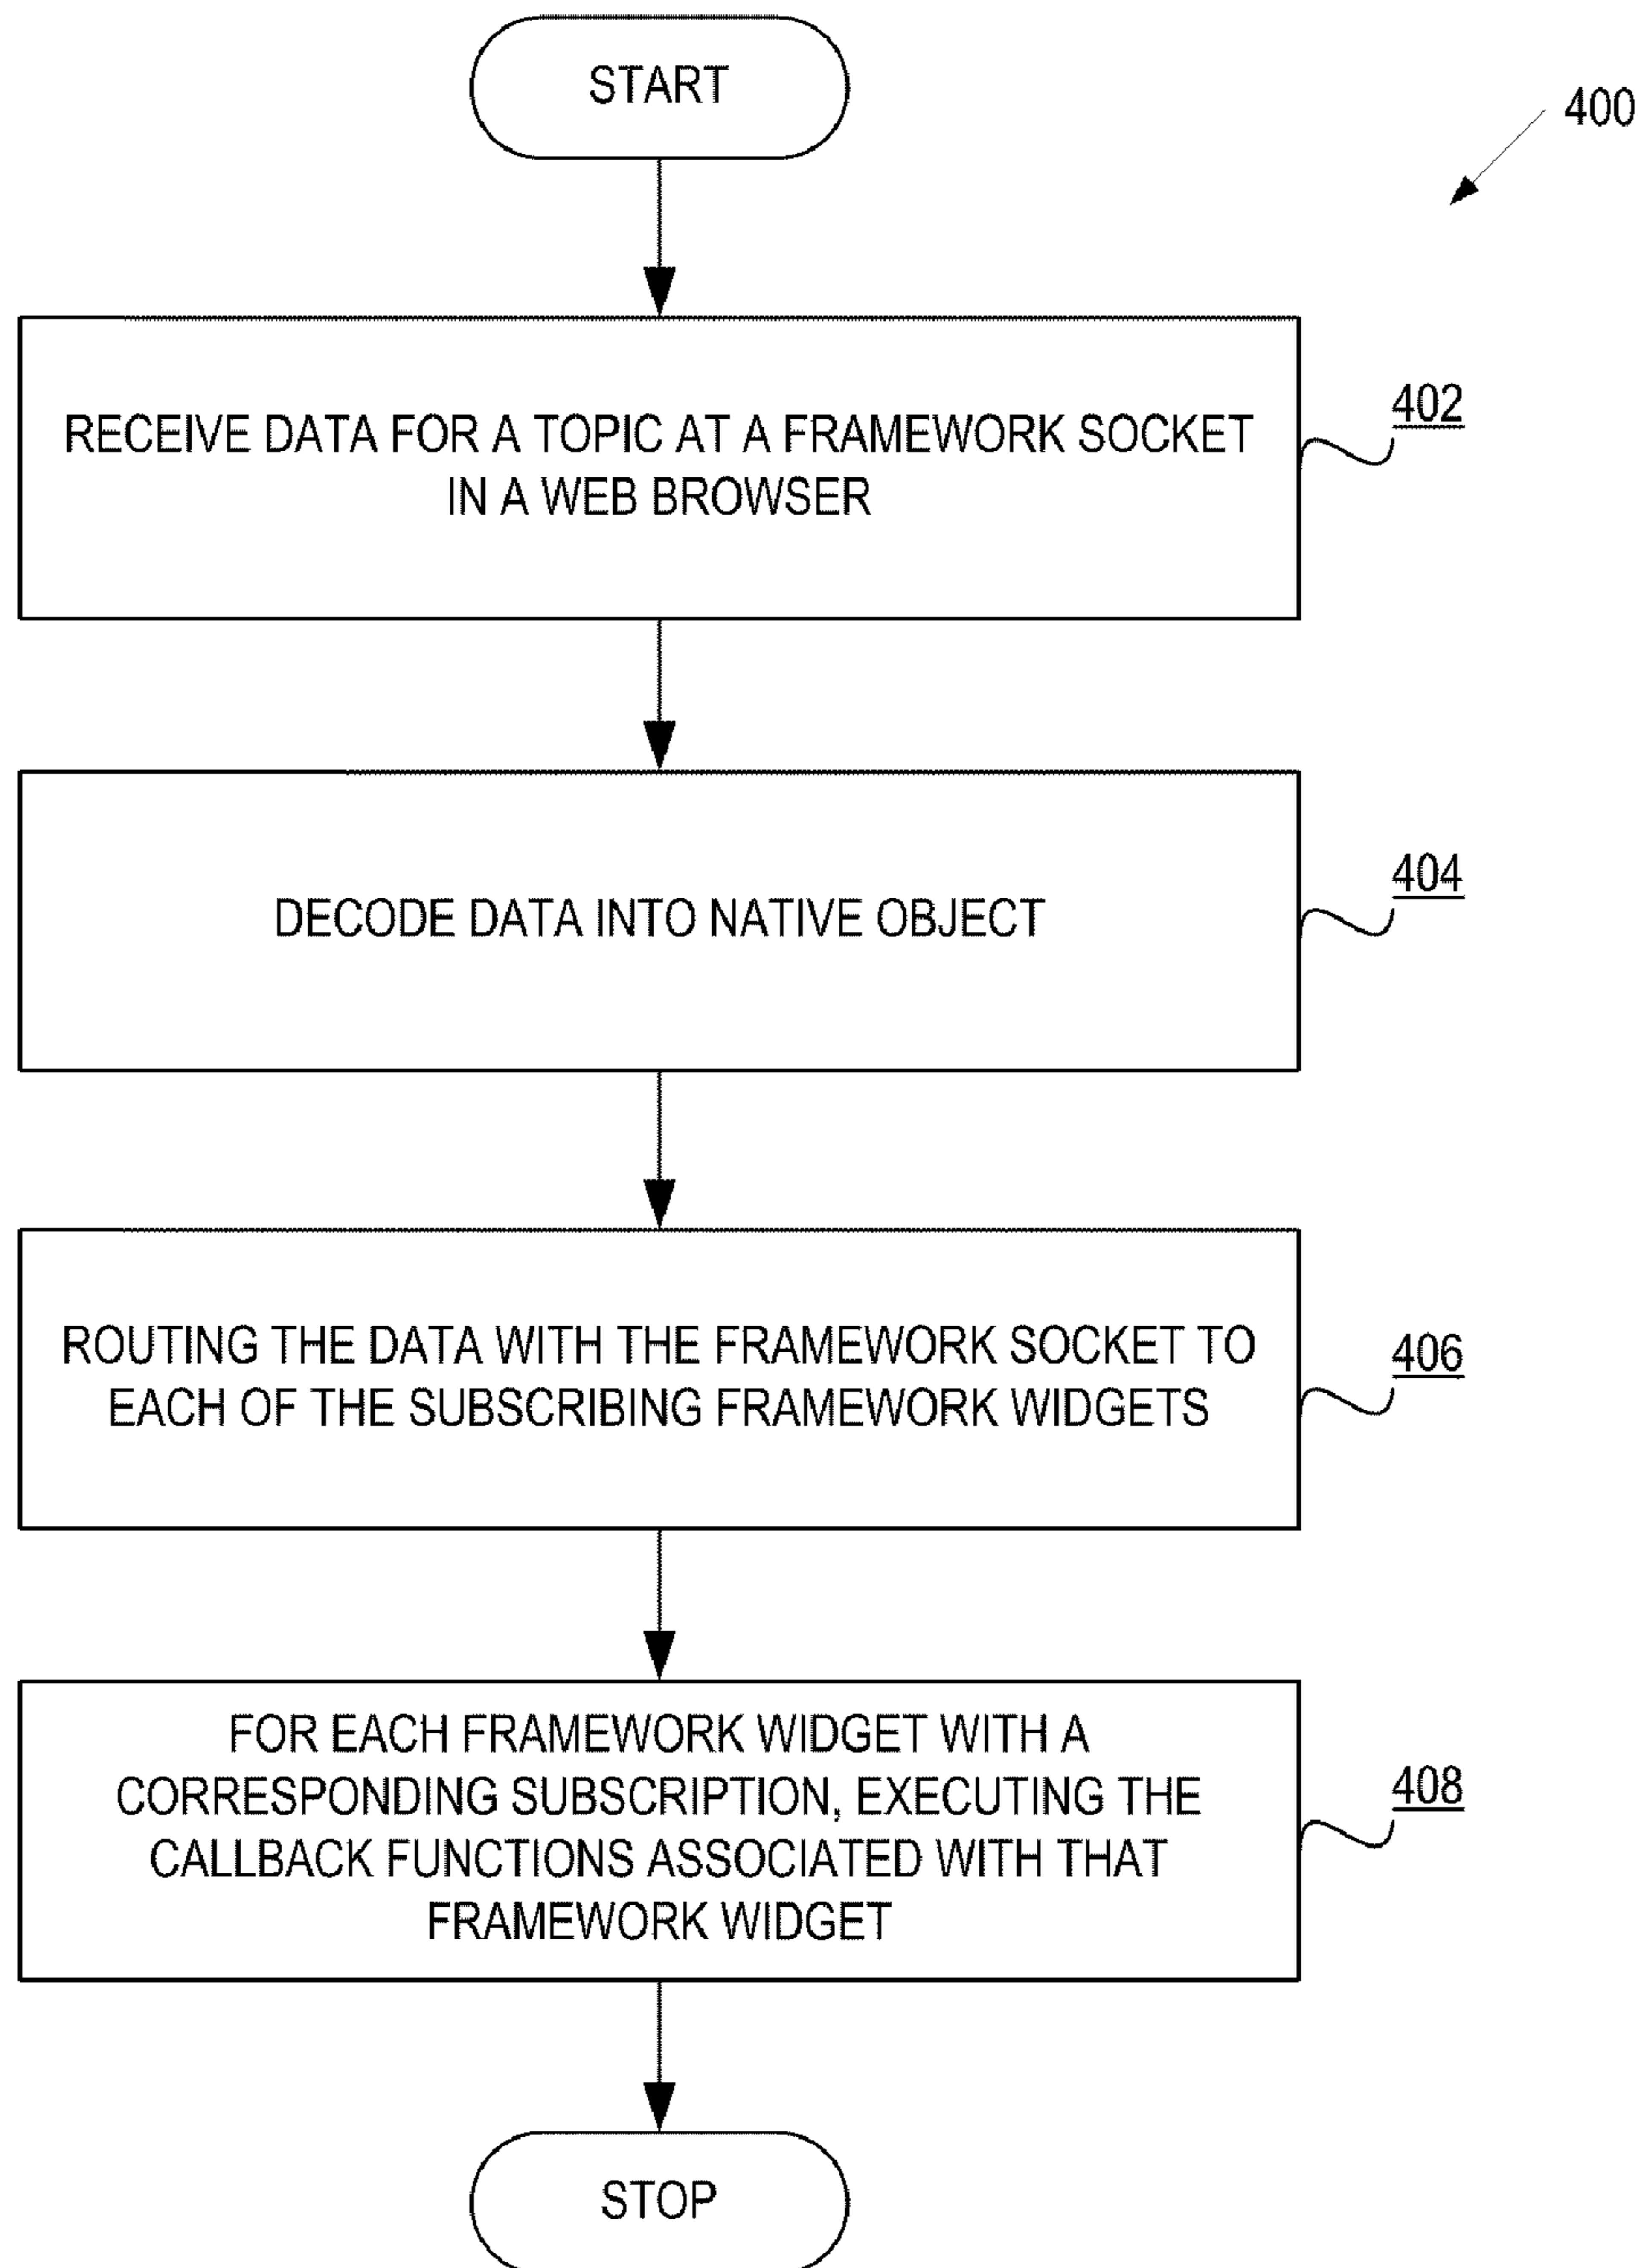 START
400
RECEIVE DATA FOR A TOPIC AT A FRAMEWORK SOCKET
IN A WEB BROWSER
402
DECODE DATA INTO NATIVE OBJECT
404
ROUTING THE DATA WITH THE FRAMEWORK SOCKET TO
EACH OF THE SUBSCRIBING FRAMEWORK WIDGETS
406
FOR EACH FRAMEWORK WIDGET WITH A
CORRESPONDING SUBSCRIPTION, EXECUTING THE
CALLBACK FUNCTIONS ASSOCIATED WITH THAT
FRAMEWORK WIDGET
408
STOP